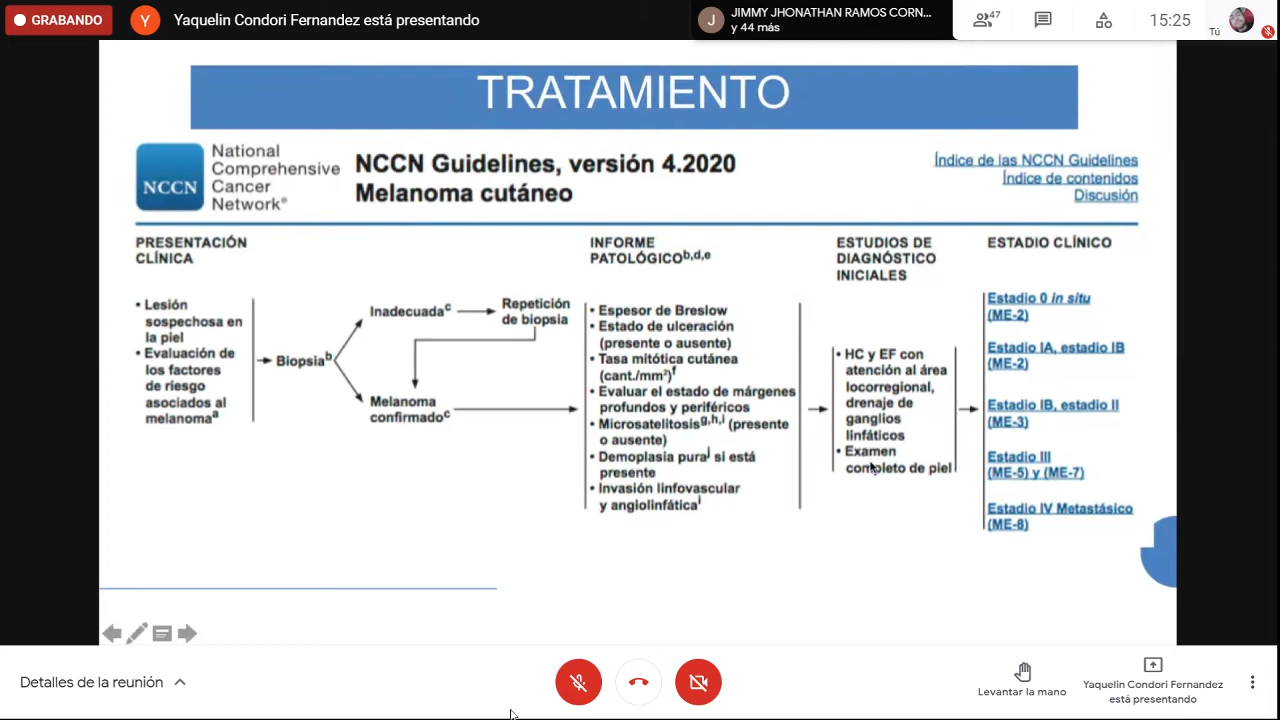 GRABANDO
Y
Yaquelin Condori Fernandez está presentando
J
JIMMY JHONATHAN RAMOS CORN...
y 44 más
47
15:25
Tú
TRATAMIENTO
NCCN
National
Comprehensive
Cancer
Network®
NCCN Guidelines, versión 4.2020
Melanoma cutáneo
Índice de las NCCN Guidelines
Índice de contenidos
Discusión
PRESENTACIÓN
CLÍNICA
• Lesión
sospechosa en
la piel
• Evaluación de
los factores
de riesgo
asociados al
melanomaᵃ
Biopsiaᵇ
Inadecuadaᶜ
Repetición
de biopsia
Melanoma
confirmadoᶜ
INFORME
PATOLÓGICOᵇ,ᵈ,ᵉ
• Espesor de Breslow
• Estado de ulceración
(presente o ausente)
• Tasa mitótica cutánea
(cant./mm²)ᶠ
• Evaluar el estado de márgenes
profundos y periféricos
• Microsatelitosisᵍ,ʰ,ⁱ (presente
o ausente)
• Demoplasia puraʲ si está
presente
• Invasión linfovascular
y angiolinfáticaⁱ
ESTUDIOS DE
DIAGNÓSTICO
INICIALES
• HC y EF con
atención al área
locorregional,
drenaje de
ganglios
linfáticos
• Examen
completo de piel
ESTADIO CLÍNICO
Estadio 0 in situ
(ME-2)
Estadio IA, estadio IB
(ME-2)
Estadio IB, estadio II
(ME-3)
Estadio III
(ME-5) y (ME-7)
Estadio IV Metastásico
(ME-8)
Detalles de la reunión
Levantar la mano
Yaquelin Condori Fernandez
está presentando